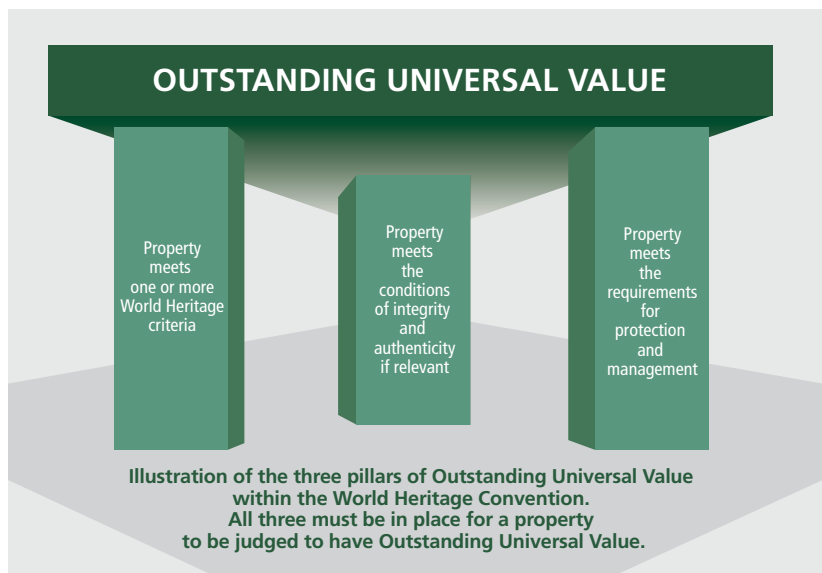 OUTSTANDING UNIVERSAL VALUE
Property
meets
one or more
World Heritage
criteria
Property
meets
the
conditions
of integrity
and
authenticity
if relevant
Property
meets
the
requirements
for
protection
and
management
Illustration of the three pillars of Outstanding Universal Value
within the World Heritage Convention.
All three must be in place for a property
to be judged to have Outstanding Universal Value.